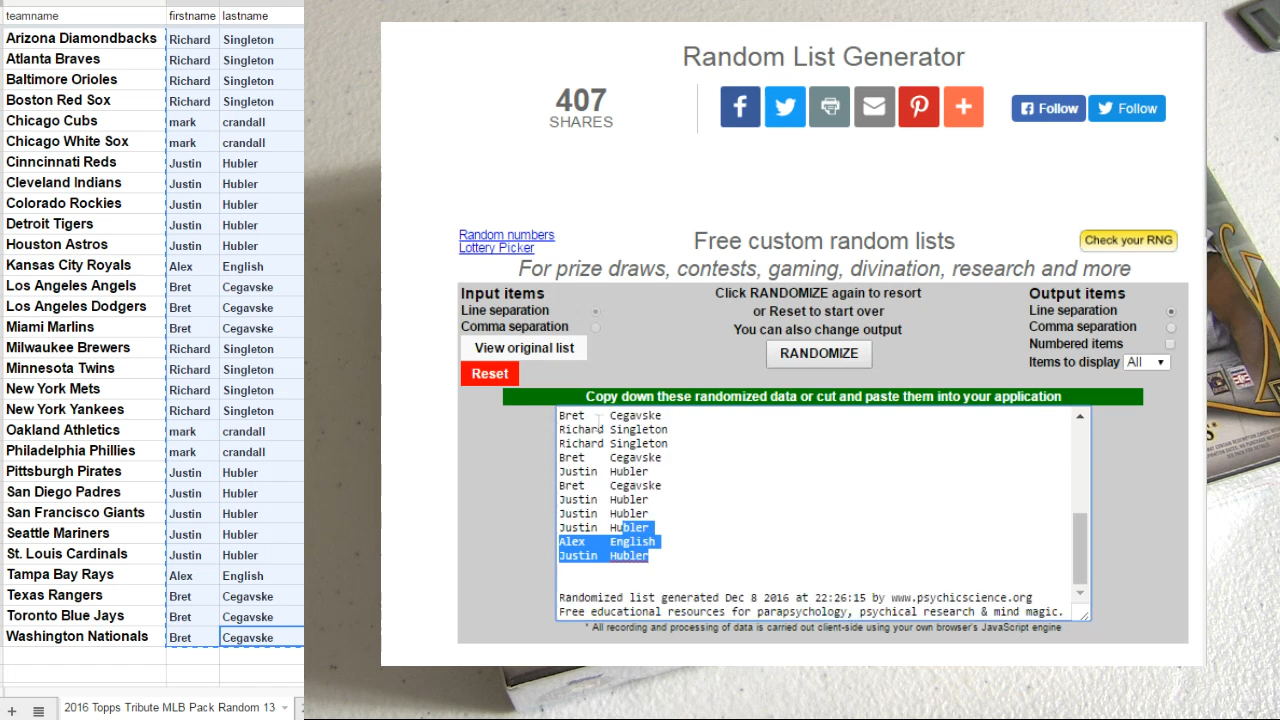 teamname firstname lastname
Arizona Diamondbacks Richard Singleton
Atlanta Braves Richard Singleton
Baltimore Orioles Richard Singleton
Boston Red Sox Richard Singleton
Chicago Cubs mark crandall
Chicago White Sox mark crandall
Cinncinnati Reds Justin Hubler
Cleveland Indians Justin Hubler
Colorado Rockies Justin Hubler
Detroit Tigers Justin Hubler
Houston Astros Justin Hubler
Kansas City Royals Alex English
Los Angeles Angels Bret Cegavske
Los Angeles Dodgers Bret Cegavske
Miami Marlins Bret Cegavske
Milwaukee Brewers Richard Singleton
Minnesota Twins Richard Singleton
New York Mets Richard Singleton
New York Yankees Richard Singleton
Oakland Athletics mark crandall
Philadelphia Phillies mark crandall
Pittsburgh Pirates Justin Hubler
San Diego Padres Justin Hubler
San Francisco Giants Justin Hubler
Seattle Mariners Justin Hubler
St. Louis Cardinals Justin Hubler
Tampa Bay Rays Alex English
Texas Rangers Bret Cegavske
Toronto Blue Jays Bret Cegavske
Washington Nationals Bret Cegavske
2016 Topps Tribute MLB Pack Random 13
Random List Generator
407
SHARES
Follow Follow
Random numbers
Lottery Picker
Free custom random lists
Check your RNG
For prize draws, contests, gaming, divination, research and more
Input items
Line separation
Comma separation
View original list
Reset
Click RANDOMIZE again to resort
or Reset to start over
You can also change output
RANDOMIZE
Output items
Line separation
Comma separation
Numbered items
Items to display All
Copy down these randomized data or cut and paste them into your application
Bret Cegavske
Richard Singleton
Richard Singleton
Bret Cegavske
Justin Hubler
Bret Cegavske
Justin Hubler
Justin Hubler
Justin Hubler
Alex English
Justin Hubler
Randomized list generated Dec 8 2016 at 22:26:15 by www.psychicscience.org
Free educational resources for parapsychology, psychical research & mind magic.
* All recording and processing of data is carried out client-side using your own browser's JavaScript engine